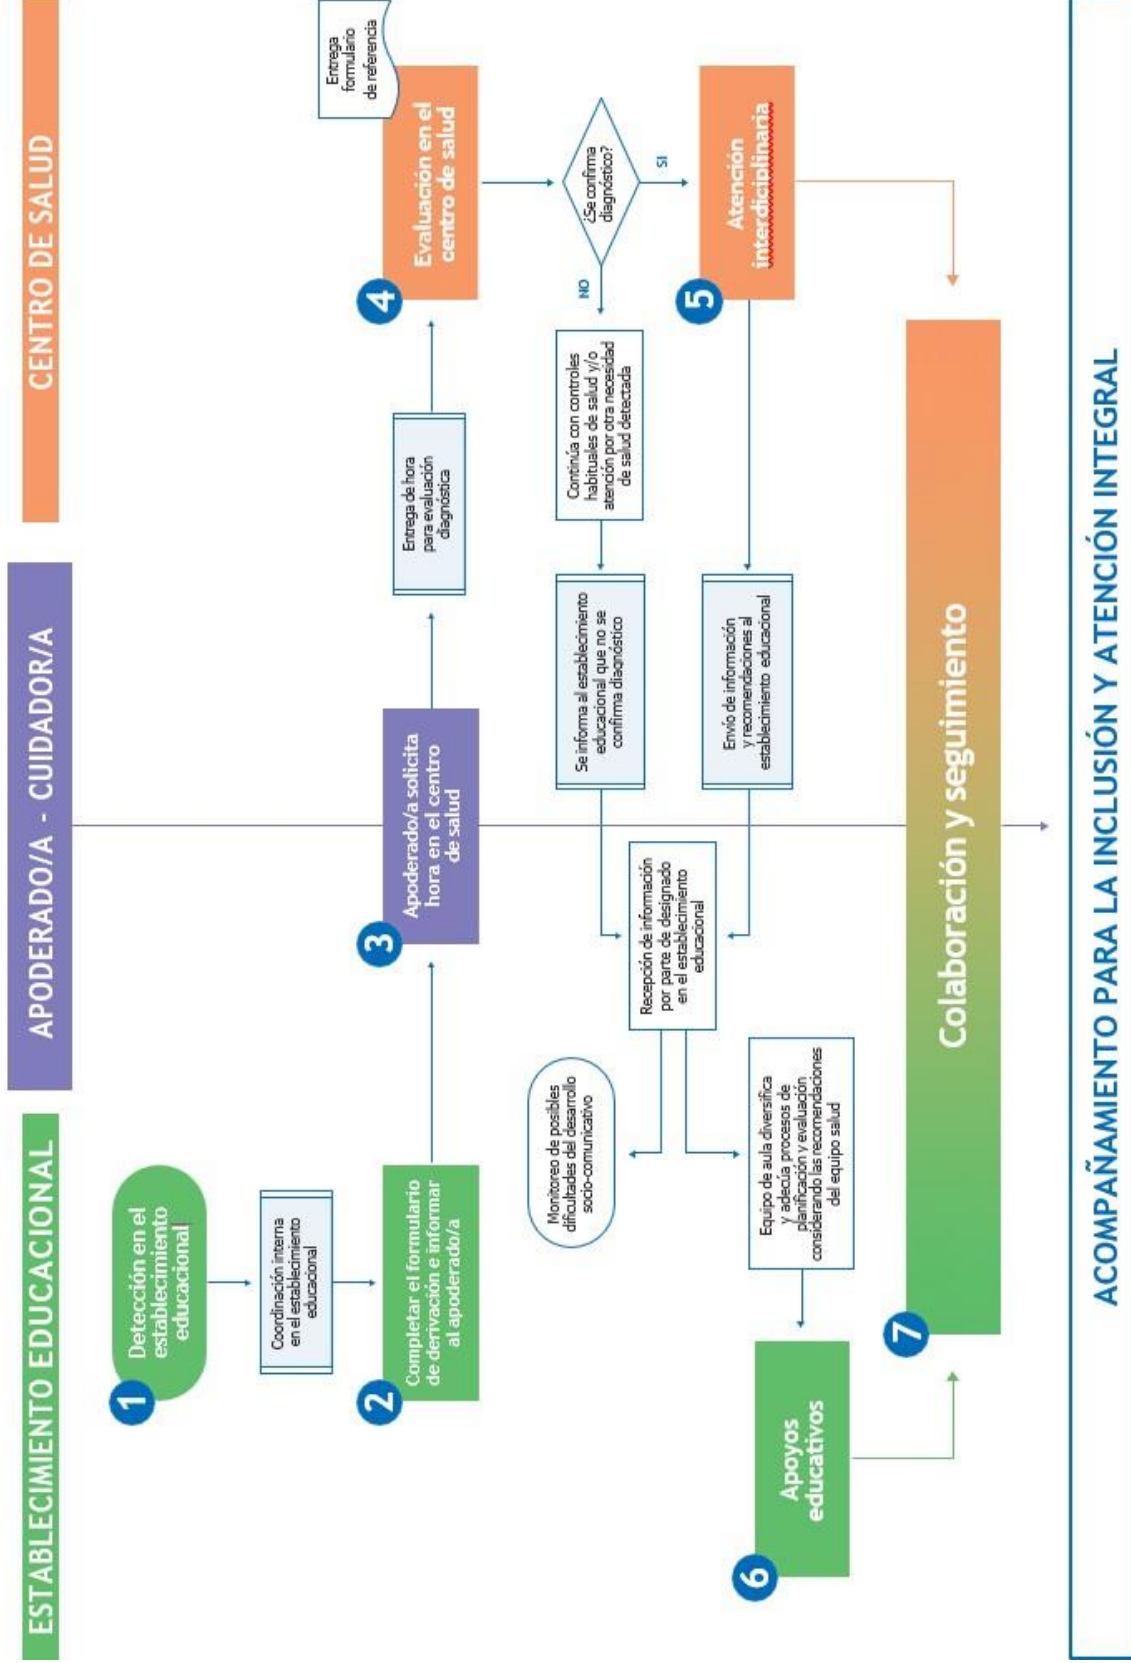 ESTABLECIMIENTO EDUCACIONAL
APODERADO/A - CUIDADOR/A
CENTRO DE SALUD
1
Detección en el
establecimiento
educacional
Coordinación interna
en el establecimiento
educacional
2
Completar el formulario
de derivación e informar
al apoderado/a
3
Apoderado/a solicita
hora en el centro
de salud
Entrega de hora
para evaluación
diagnóstica
Entrega
formulario
de referencia
4
Evaluación en el
centro de salud
¿Se confirma
diagnóstico?
NO
SI
Continúa con controles
habituales de salud y/o
atención por otra necesidad
de salud detectada
Se informa al establecimiento
educacional que no se
confirma diagnóstico
5
Atención
interdiciplinaria
Envío de información
y recomendaciones al
establecimiento educacional
Recepción de información
por parte de designado
en el establecimiento
educacional
Monitoreo de posibles
dificultades del desarrollo
socio-comunicativo
Equipo de aula diversifica
y adecúa procesos de
planificación y evaluación
considerando las recomendaciones
del equipo salud
6
Apoyos
educativos
7
Colaboración y seguimiento
ACOMPAÑAMIENTO PARA LA INCLUSIÓN Y ATENCIÓN INTEGRAL